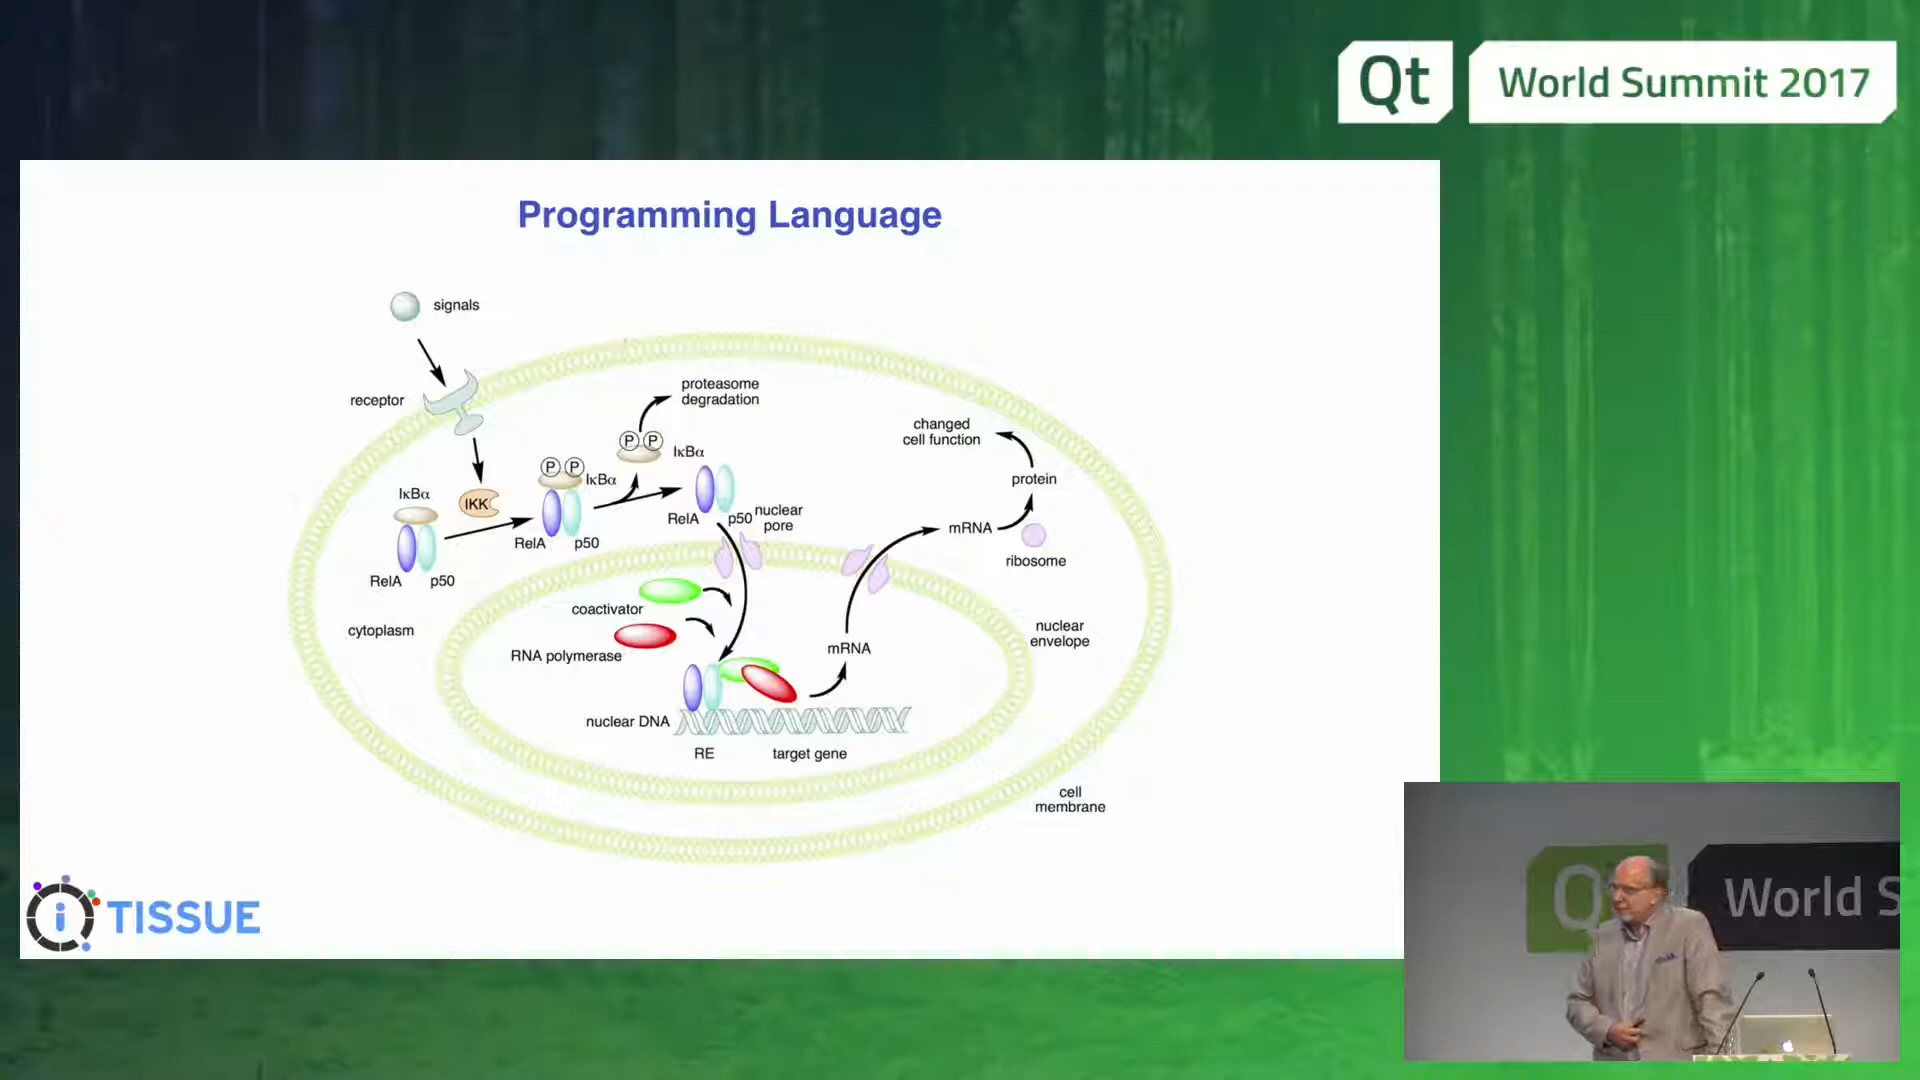 Qt World Summit 2017
Programming Language
signals
receptor
proteasome
degradation
P P
IκBα
changed
cell function
protein
P P
IκBα
IκBα
IKK
RelA
p50
nuclear
pore
mRNA
ribosome
RelA
p50
RelA
p50
coactivator
cytoplasm
RNA polymerase
mRNA
nuclear
envelope
nuclear DNA
RE
target gene
cell
membrane
i TISSUE
Qt World S